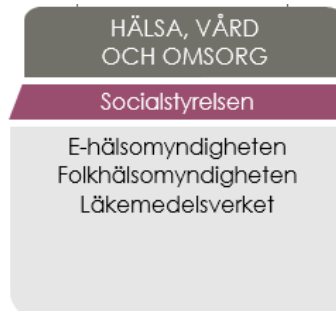 HÄLSA, VÅRD
OCH OMSORG
Socialstyrelsen
E-hälsomyndigheten
Folkhälsomyndigheten
Läkemedelsverket